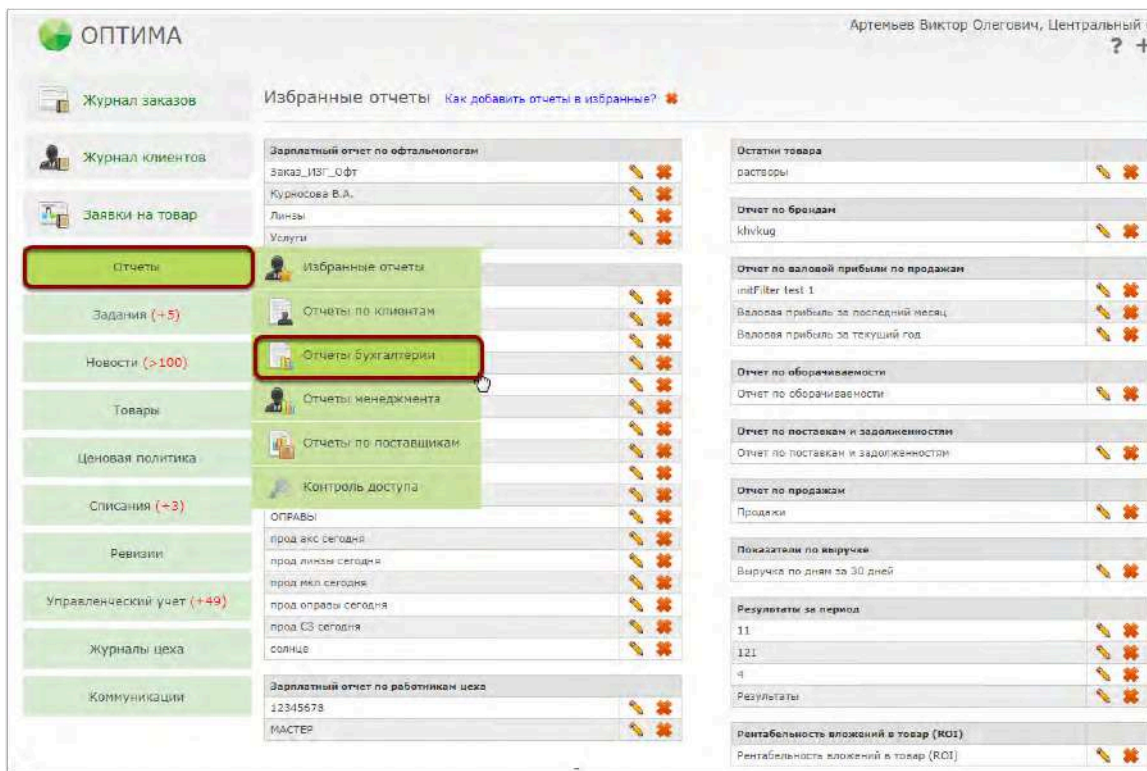 ОПТИМА
Артемьев Виктор Олегович, Центральный
? +
Журнал заказов
Журнал клиентов
Заявки на товар
Отчеты
Задания (+5)
Новости (>100)
Товары
Ценовая политика
Списания (+3)
Ревизии
Управленческий учет (+49)
Журналы цеха
Коммуникации
Избранные отчеты Как добавить отчеты в избранные?
Зарплатный отчет по офтальмологам
Заказ_ИЗГ_Офт
Курносова В.А.
Линзы
Услуги
Избранные отчеты
Отчеты по клиентам
Отчеты бухгалтерии
Отчеты менеджмента
Отчеты по поставщикам
Контроль доступа
ОПРАВЫ
прод акс сегодня
прод линзы сегодня
прод мкл сегодня
прод оправы сегодня
прод СЗ сегодня
солнце
Зарплатный отчет по работникам цеха
12345678
МАСТЕР
Остатки товара
растворы
Отчет по брендам
khvkug
Отчет по валовой прибыли по продажам
initFilter test 1
Валовая прибыль за последний месяц
Валовая прибыль за текущий год
Отчет по оборачиваемости
Отчет по оборачиваемости
Отчет по поставкам и задолженностям
Отчет по поставкам и задолженностям
Отчет по продажам
Продажи
Показатели по выручке
Выручка по дням за 30 дней
Результаты за период
11
121
4
Результаты
Рентабельность вложений в товар (ROI)
Рентабельность вложений в товар (ROI)